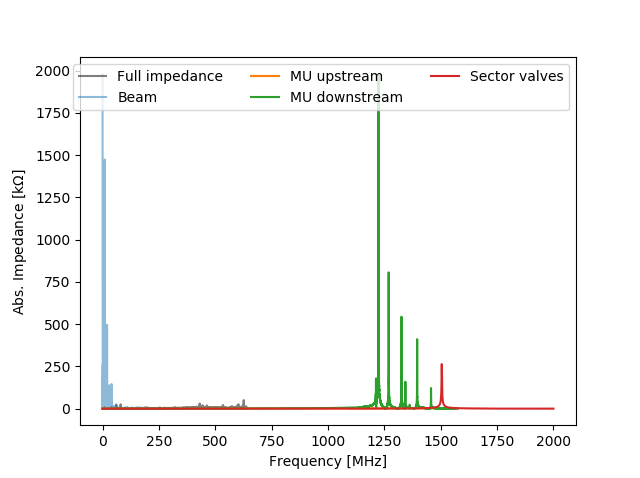 Full impedance
Beam
MU upstream
MU downstream
Sector valves
2000
1750
1500
1250
1000
750
500
250
0
Abs. Impedance [kΩ]
0 250 500 750 1000 1250 1500 1750 2000
Frequency [MHz]